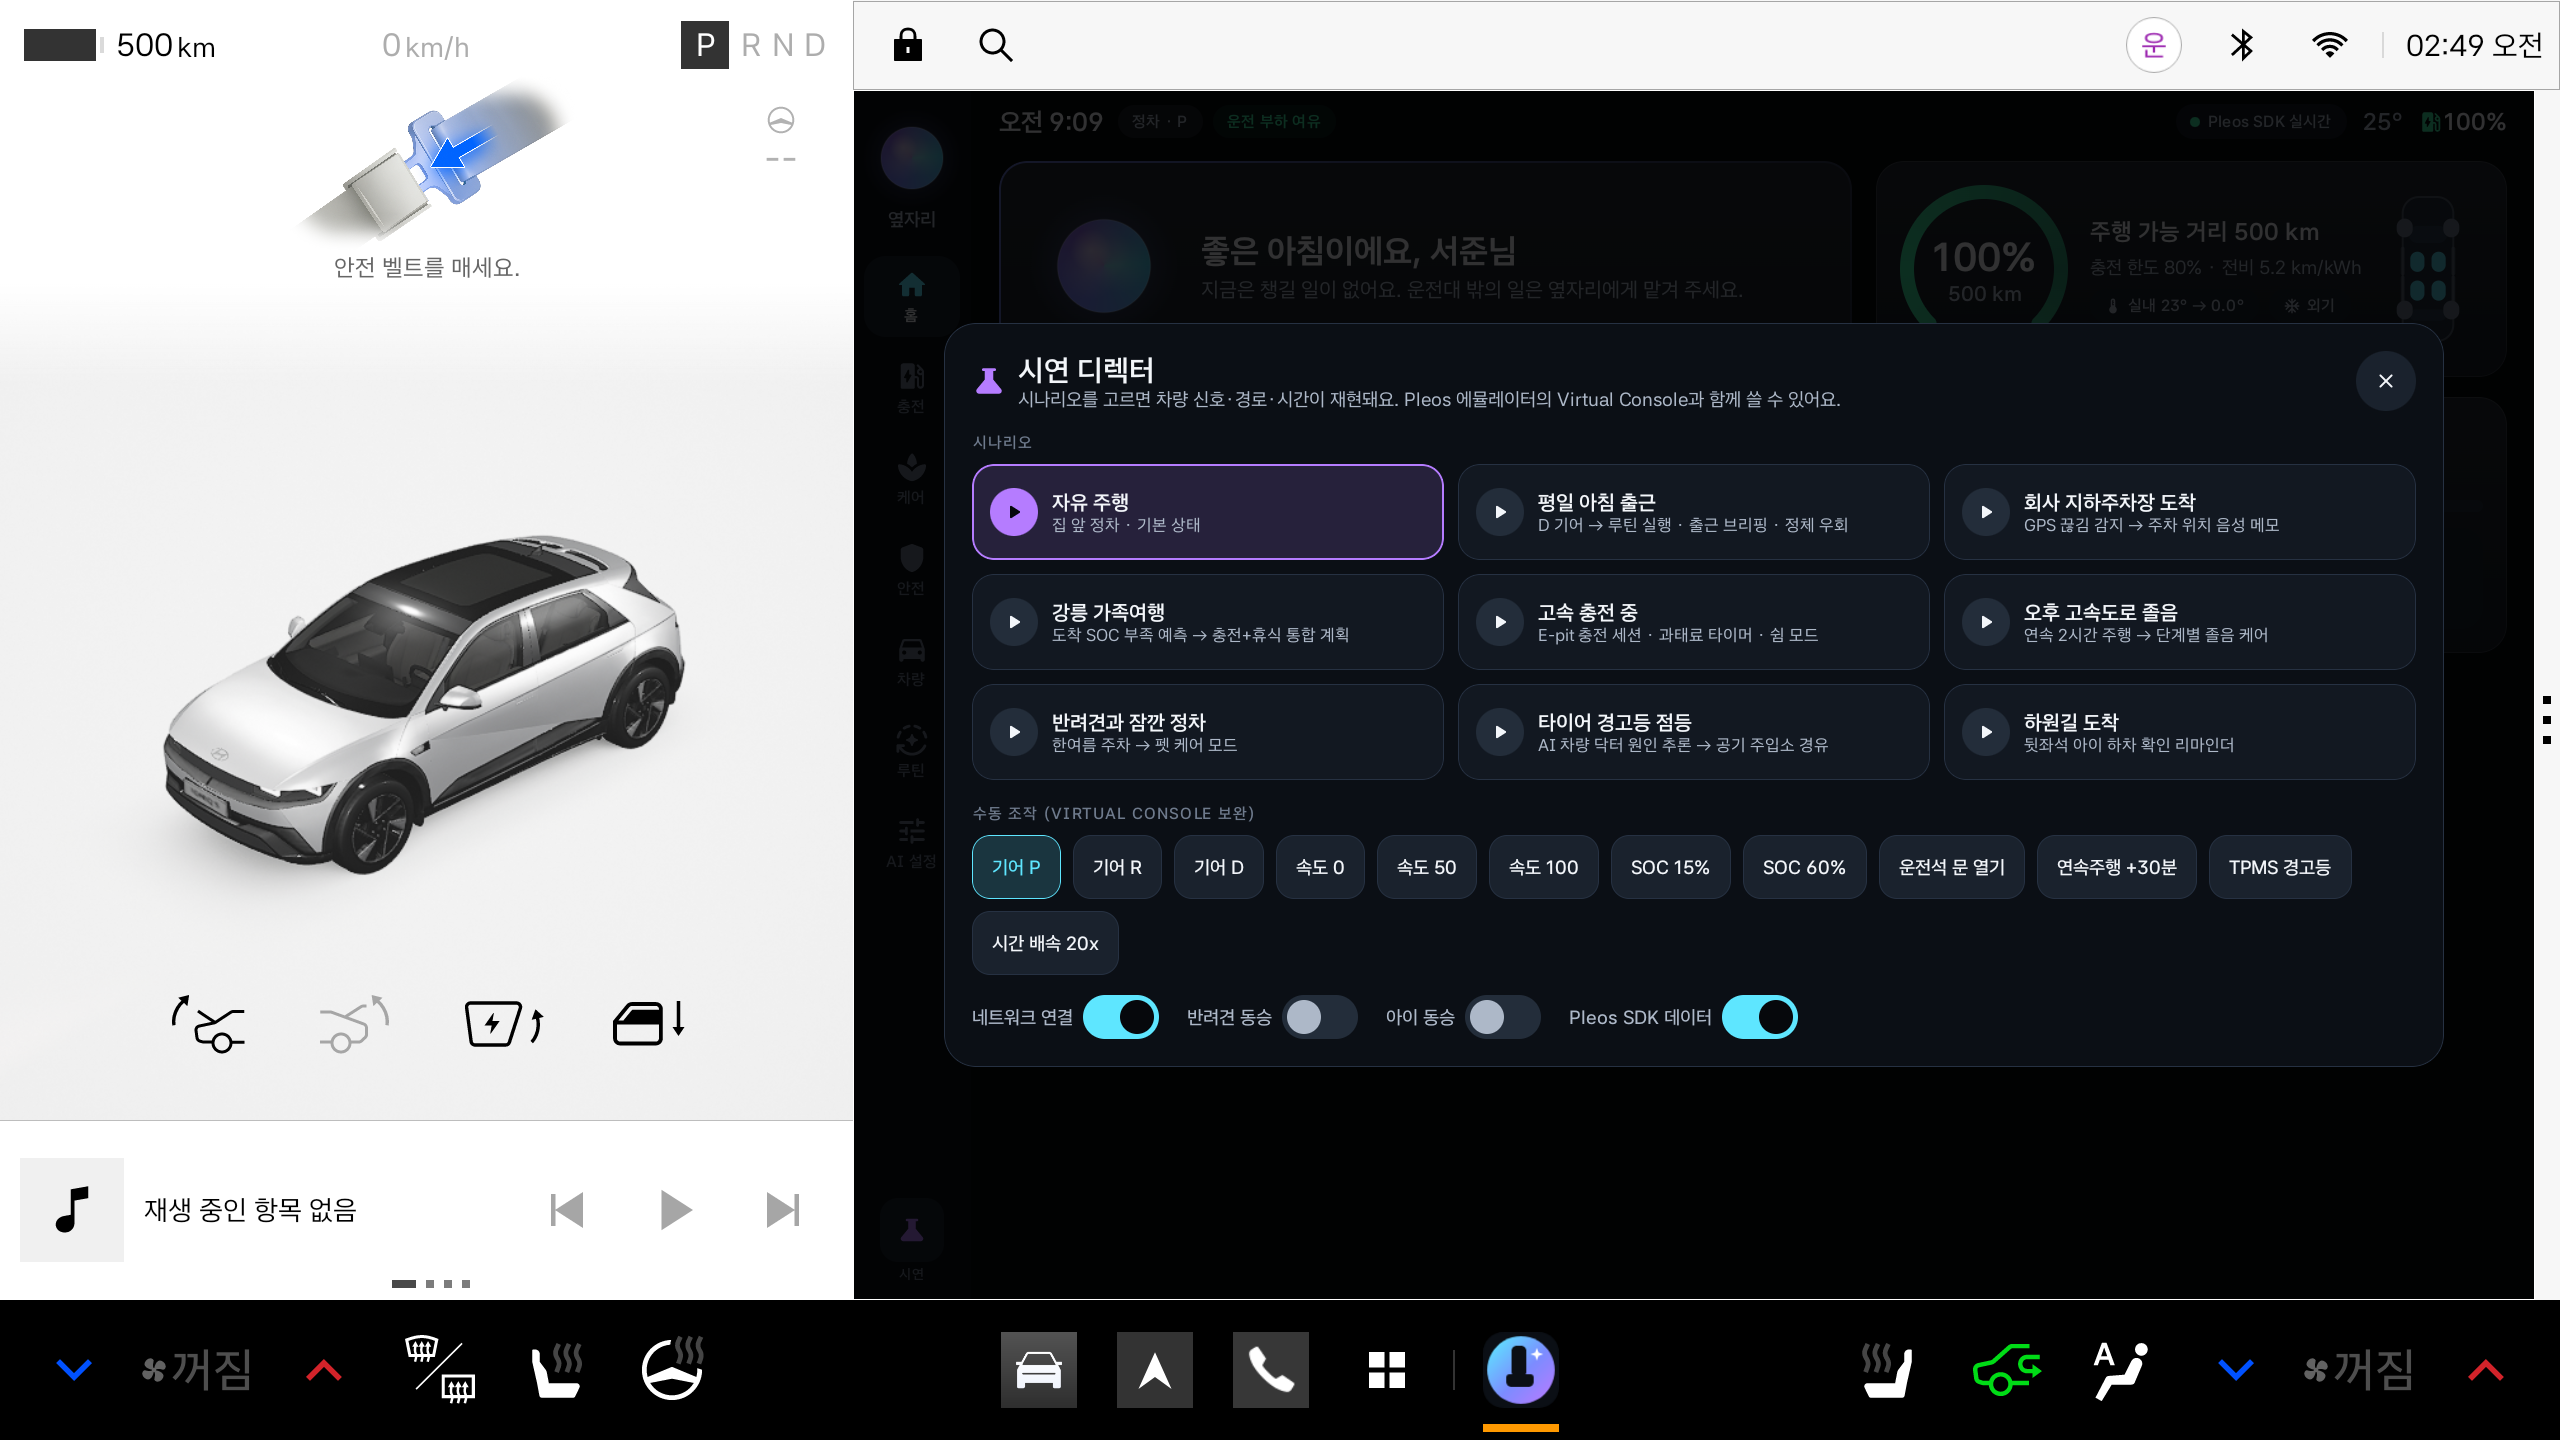 500 km
0 km/h
P R N D
안전 벨트를 매세요.
재생 중인 항목 없음
운
02:49 오전
옆자리
홈
충전
케어
안전
차량
루틴
AI 설정
시연
오전 9:09
정차 · P
운전 부하 여유
Pleos SDK 실시간
25°
100%
좋은 아침이에요, 서준님
지금은 챙길 일이 없어요. 운전대 밖의 일은 옆자리에게 맡겨 주세요.
100%
500 km
주행 가능 거리 500 km
충전 한도 80% · 전비 5.2 km/kWh
실내 23° → 0.0°
외기
시연 디렉터
시나리오를 고르면 차량 신호·경로·시간이 재현돼요. Pleos 에뮬레이터의 Virtual Console과 함께 쓸 수 있어요.
시나리오
자유 주행
집 앞 정차 · 기본 상태
평일 아침 출근
D 기어 → 루틴 실행 · 출근 브리핑 · 정체 우회
회사 지하주차장 도착
GPS 끊김 감지 → 주차 위치 음성 메모
강릉 가족여행
도착 SOC 부족 예측 → 충전+휴식 통합 계획
고속 충전 중
E-pit 충전 세션 · 과태료 타이머 · 쉼 모드
오후 고속도로 졸음
연속 2시간 주행 → 단계별 졸음 케어
반려견과 잠깐 정차
한여름 주차 → 펫 케어 모드
타이어 경고등 점등
AI 차량 닥터 원인 추론 → 공기 주입소 경유
하원길 도착
뒷좌석 아이 하차 확인 리마인더
수동 조작 (VIRTUAL CONSOLE 보완)
기어 P
기어 R
기어 D
속도 0
속도 50
속도 100
SOC 15%
SOC 60%
운전석 문 열기
연속주행 +30분
TPMS 경고등
시간 배속 20x
네트워크 연결
반려견 동승
아이 동승
Pleos SDK 데이터
꺼짐
A
꺼짐